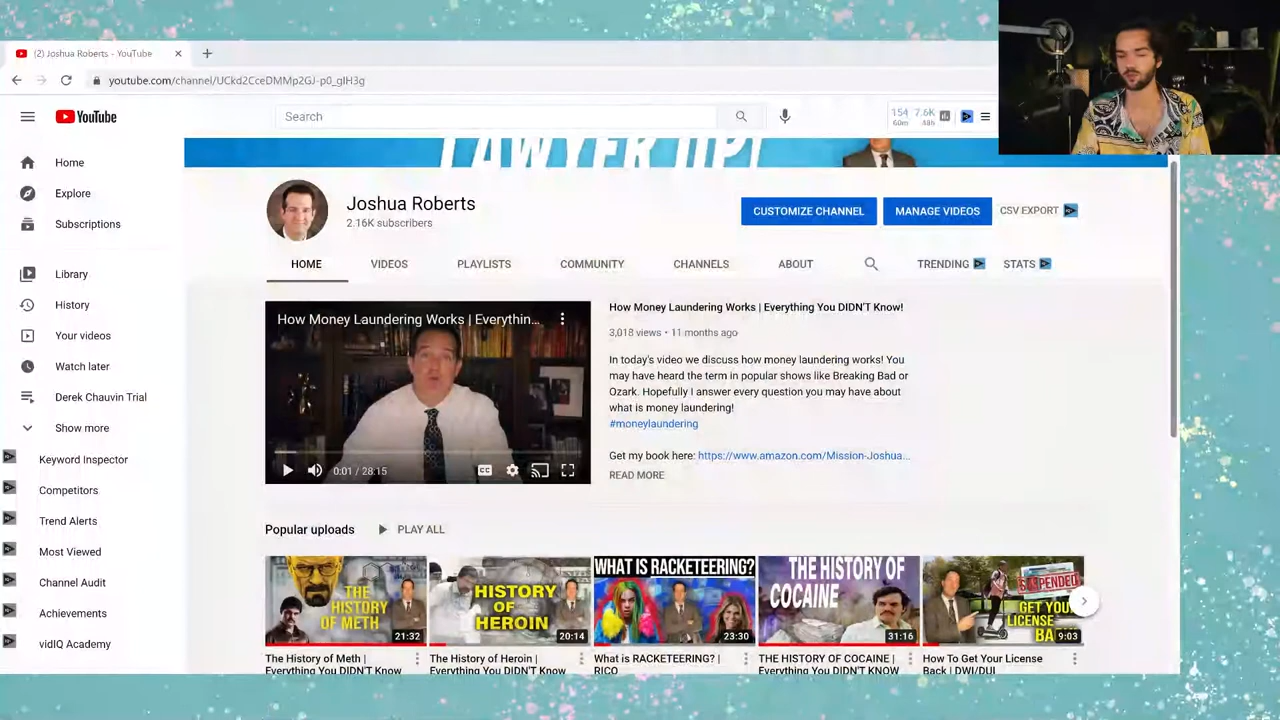 (2) Joshua Roberts - YouTube
youtube.com/channel/UCkd2CceDMMp2GJ-p0_gIH3g
YouTube
Search
154 7.6K
60m 48h
LAWYER UP!
Home
Explore
Subscriptions
Library
History
Your videos
Watch later
Derek Chauvin Trial
Show more
Keyword Inspector
Competitors
Trend Alerts
Most Viewed
Channel Audit
Achievements
vidIQ Academy
Joshua Roberts
2.16K subscribers
CUSTOMIZE CHANNEL
MANAGE VIDEOS
CSV EXPORT
HOME
VIDEOS
PLAYLISTS
COMMUNITY
CHANNELS
ABOUT
TRENDING
STATS
How Money Laundering Works | Everythin...
0:01 / 28:15
CC
How Money Laundering Works | Everything You DIDN'T Know!
3,018 views • 11 months ago
In today's video we discuss how money laundering works! You
may have heard the term in popular shows like Breaking Bad or
Ozark. Hopefully I answer every question you may have about
what is money laundering!
#moneylaundering
Get my book here: https://www.amazon.com/Mission-Joshua...
READ MORE
Popular uploads
PLAY ALL
THE
HISTORY
OF METH
21:32
The History of Meth |
Everything You DIDN'T Know
HISTORY
OF
HEROIN
20:14
The History of Heroin |
Everything You DIDN'T Know
WHAT IS RACKETEERING?
23:30
What is RACKETEERING? |
RICO
THE HISTORY OF
COCAINE
31:16
THE HISTORY OF COCAINE |
Everything You DIDN'T KNOW
SUSPENDED
GET YOUR
LICENSE
BA
9:03
How To Get Your License
Back | DWI/DUI